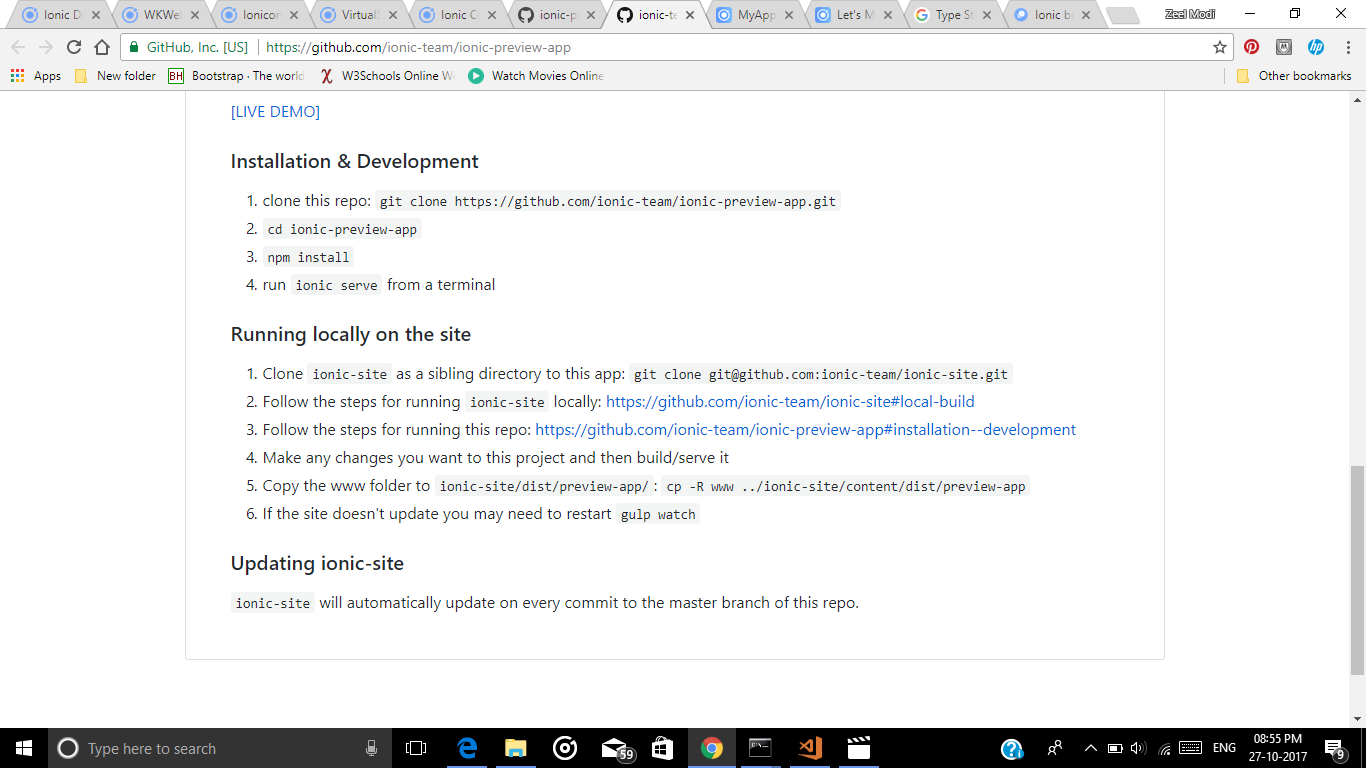 Ionic D
WKWe
Ionicon
Virtual
Ionic C
ionic-p
ionic-te
MyApp
Let's M
Type St
Ionic b
Zeel Modi
GitHub, Inc. [US] https://github.com/ionic-team/ionic-preview-app
Apps New folder BH Bootstrap · The world W3Schools Online W Watch Movies Online Other bookmarks
[LIVE DEMO]
Installation & Development
1. clone this repo: git clone https://github.com/ionic-team/ionic-preview-app.git
2. cd ionic-preview-app
3. npm install
4. run ionic serve from a terminal
Running locally on the site
1. Clone ionic-site as a sibling directory to this app: git clone git@github.com:ionic-team/ionic-site.git
2. Follow the steps for running ionic-site locally: https://github.com/ionic-team/ionic-site#local-build
3. Follow the steps for running this repo: https://github.com/ionic-team/ionic-preview-app#installation--development
4. Make any changes you want to this project and then build/serve it
5. Copy the www folder to ionic-site/dist/preview-app/ : cp -R www ../ionic-site/content/dist/preview-app
6. If the site doesn't update you may need to restart gulp watch
Updating ionic-site
ionic-site will automatically update on every commit to the master branch of this repo.
Type here to search
59
ENG
08:55 PM
27-10-2017
9